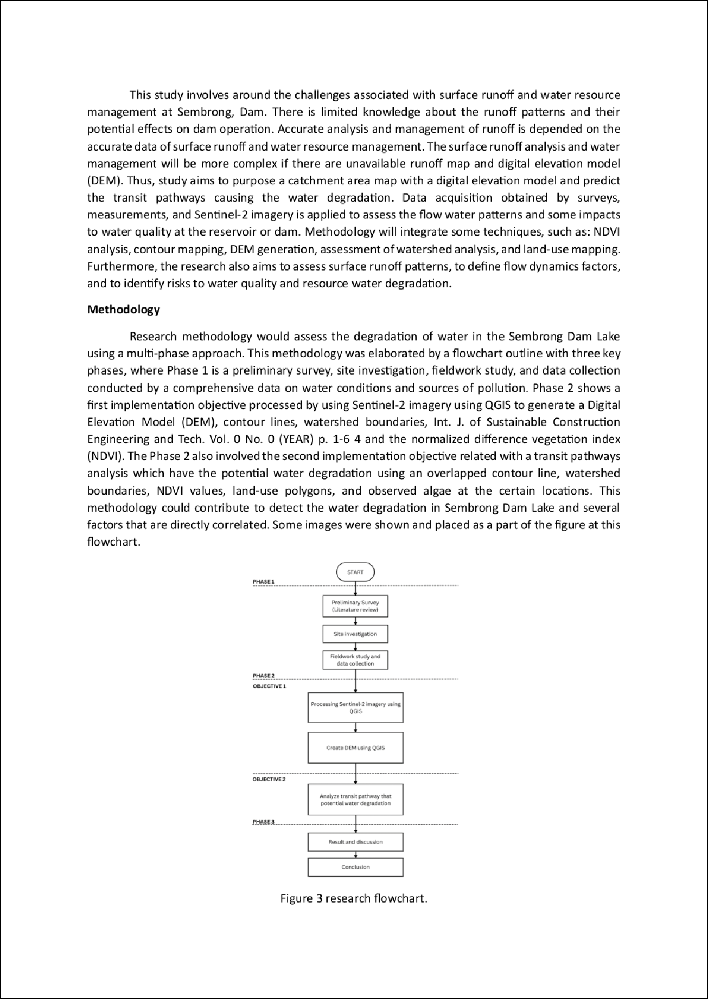 This study involves around the challenges associated with surface runoff and water resource
management at Sembrong, Dam. There is limited knowledge about the runoff patterns and their
potential effects on dam operation. Accurate analysis and management of runoff is depended on the
accurate data of surface runoff and water resource management. The surface runoff analysis and water
management will be more complex if there are unavailable runoff map and digital elevation model
(DEM). Thus, study aims to purpose a catchment area map with a digital elevation model and predict
the transit pathways causing the water degradation. Data acquisition obtained by surveys,
measurements, and Sentinel-2 imagery is applied to assess the flow water patterns and some impacts
to water quality at the reservoir or dam. Methodology will integrate some techniques, such as: NDVI
analysis, contour mapping, DEM generation, assessment of watershed analysis, and land-use mapping.
Furthermore, the research also aims to assess surface runoff patterns, to define flow dynamics factors,
and to identify risks to water quality and resource water degradation.
Methodology
Research methodology would assess the degradation of water in the Sembrong Dam Lake
using a multi-phase approach. This methodology was elaborated by a flowchart outline with three key
phases, where Phase 1 is a preliminary survey, site investigation, fieldwork study, and data collection
conducted by a comprehensive data on water conditions and sources of pollution. Phase 2 shows a
first implementation objective processed by using Sentinel-2 imagery using QGIS to generate a Digital
Elevation Model (DEM), contour lines, watershed boundaries, Int. J. of Sustainable Construction
Engineering and Tech. Vol. 0 No. 0 (YEAR) p. 1-6 4 and the normalized difference vegetation index
(NDVI). The Phase 2 also involved the second implementation objective related with a transit pathways
analysis which have the potential water degradation using an overlapped contour line, watershed
boundaries, NDVI values, land-use polygons, and observed algae at the certain locations. This
methodology could contribute to detect the water degradation in Sembrong Dam Lake and several
factors that are directly correlated. Some images were shown and placed as a part of the figure at this
flowchart.
START
PHASE 1
Preliminary Survey
(Literature review)
Site investigation
Fieldwork study and
data collection
PHASE 2
OBJECTIVE 1
Processing Sentinel-2 imagery using
QGIS
Create DEM using QGIS
OBJECTIVE 2
Analyze transit pathway that
potential water degradation
PHASE 3
Result and discussion
Conclusion
Figure 3 research flowchart.